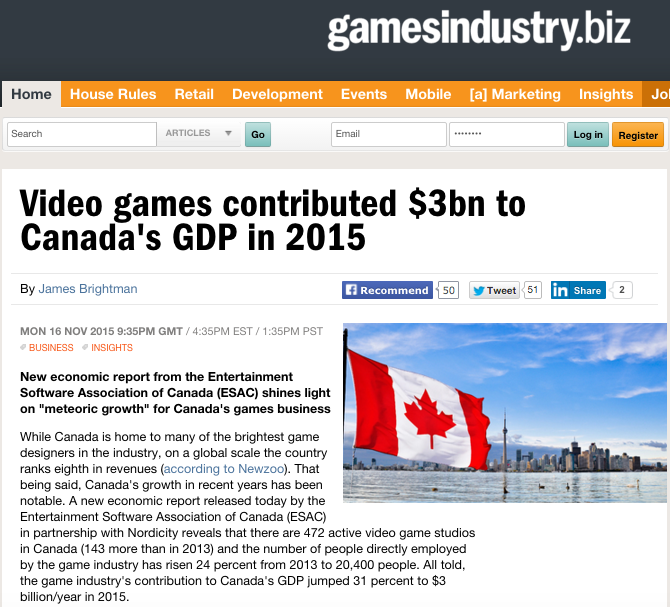 gamesindustry.biz
Home House Rules Retail Development Events Mobile [a] Marketing Insights Jo
Search ARTICLES Go Email •••••••• Log in Register
Video games contributed $3bn to
Canada's GDP in 2015
By James Brightman
Recommend 50 Tweet 51 in Share 2
MON 16 NOV 2015 9:35PM GMT / 4:35PM EST / 1:35PM PST
BUSINESS INSIGHTS
New economic report from the Entertainment
Software Association of Canada (ESAC) shines light
on "meteoric growth" for Canada's games business
While Canada is home to many of the brightest game
designers in the industry, on a global scale the country
ranks eighth in revenues (according to Newzoo). That
being said, Canada's growth in recent years has been
notable. A new economic report released today by the
Entertainment Software Association of Canada (ESAC)
in partnership with Nordicity reveals that there are 472 active video game studios
in Canada (143 more than in 2013) and the number of people directly employed
by the game industry has risen 24 percent from 2013 to 20,400 people. All told,
the game industry's contribution to Canada's GDP jumped 31 percent to $3
billion/year in 2015.